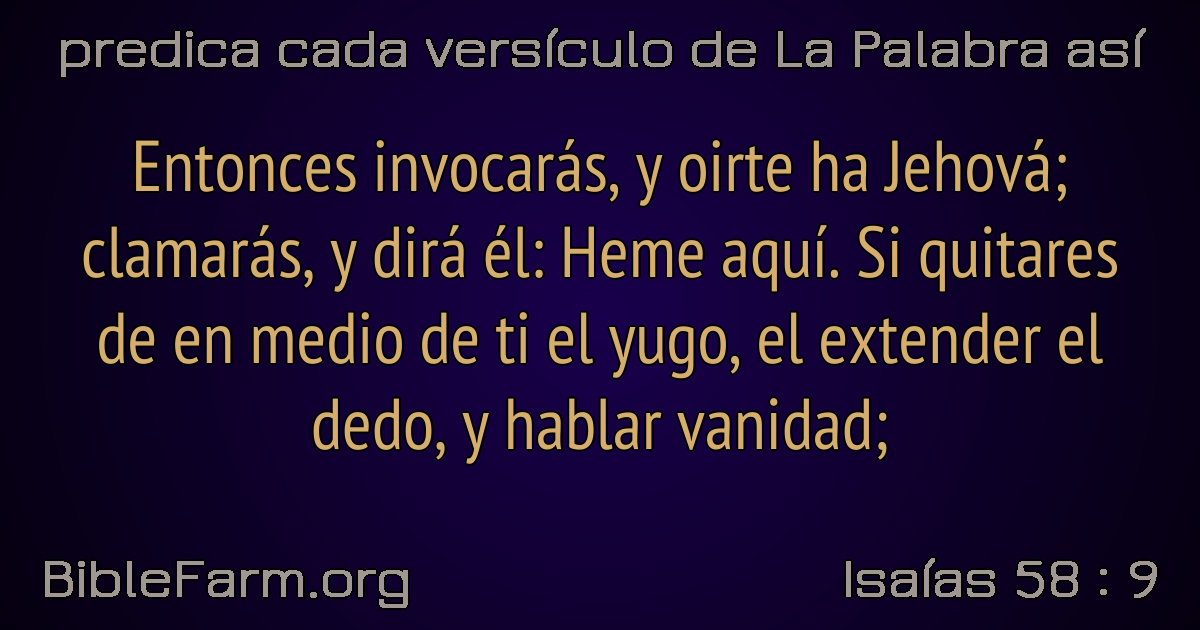 predica cada versículo de La Palabra así
Entonces invocarás, y oirte ha Jehová;
clamarás, y dirá él: Heme aquí. Si quitares
de en medio de ti el yugo, el extender el
dedo, y hablar vanidad;
BibleFarm.org
Isaías 58 : 9